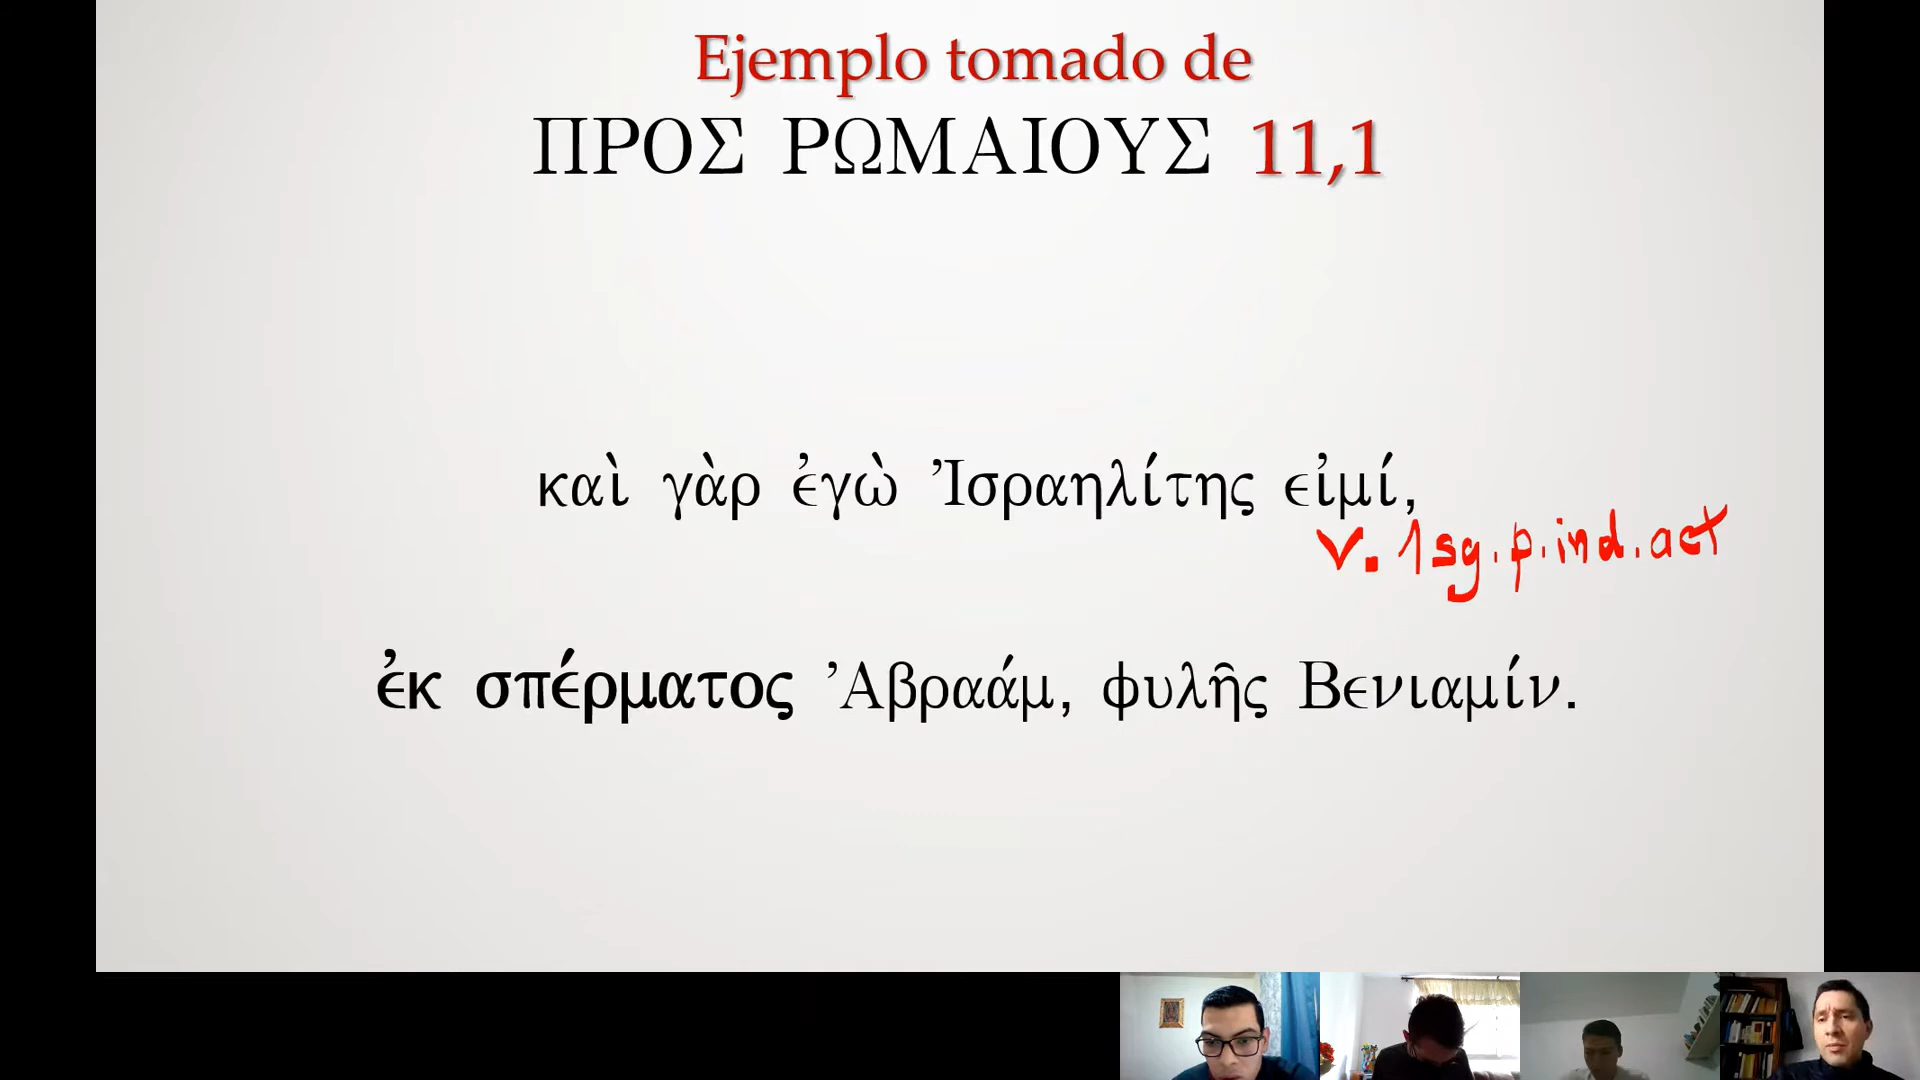 Ejemplo tomado de
ΠΡΟΣ ΡΩΜΑΙΟΥΣ 11,1
καὶ γὰρ ἐγὼ Ἰσραηλίτης εἰμί,
v. 1sg.p.ind.act
ἐκ σπέρματος Ἀβραάμ, φυλῆς Βενιαμίν.